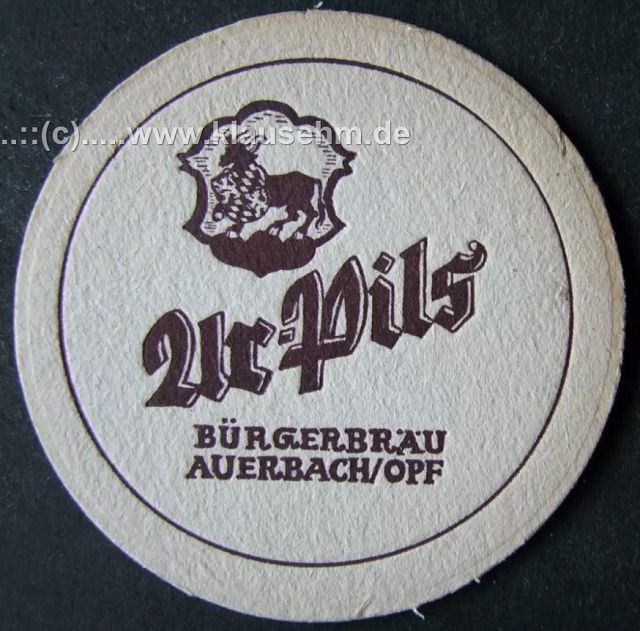 ..::(c).....www.klausehm.de
Ur-Pils
BÜRGERBRÄU
AUERBACH/OPF